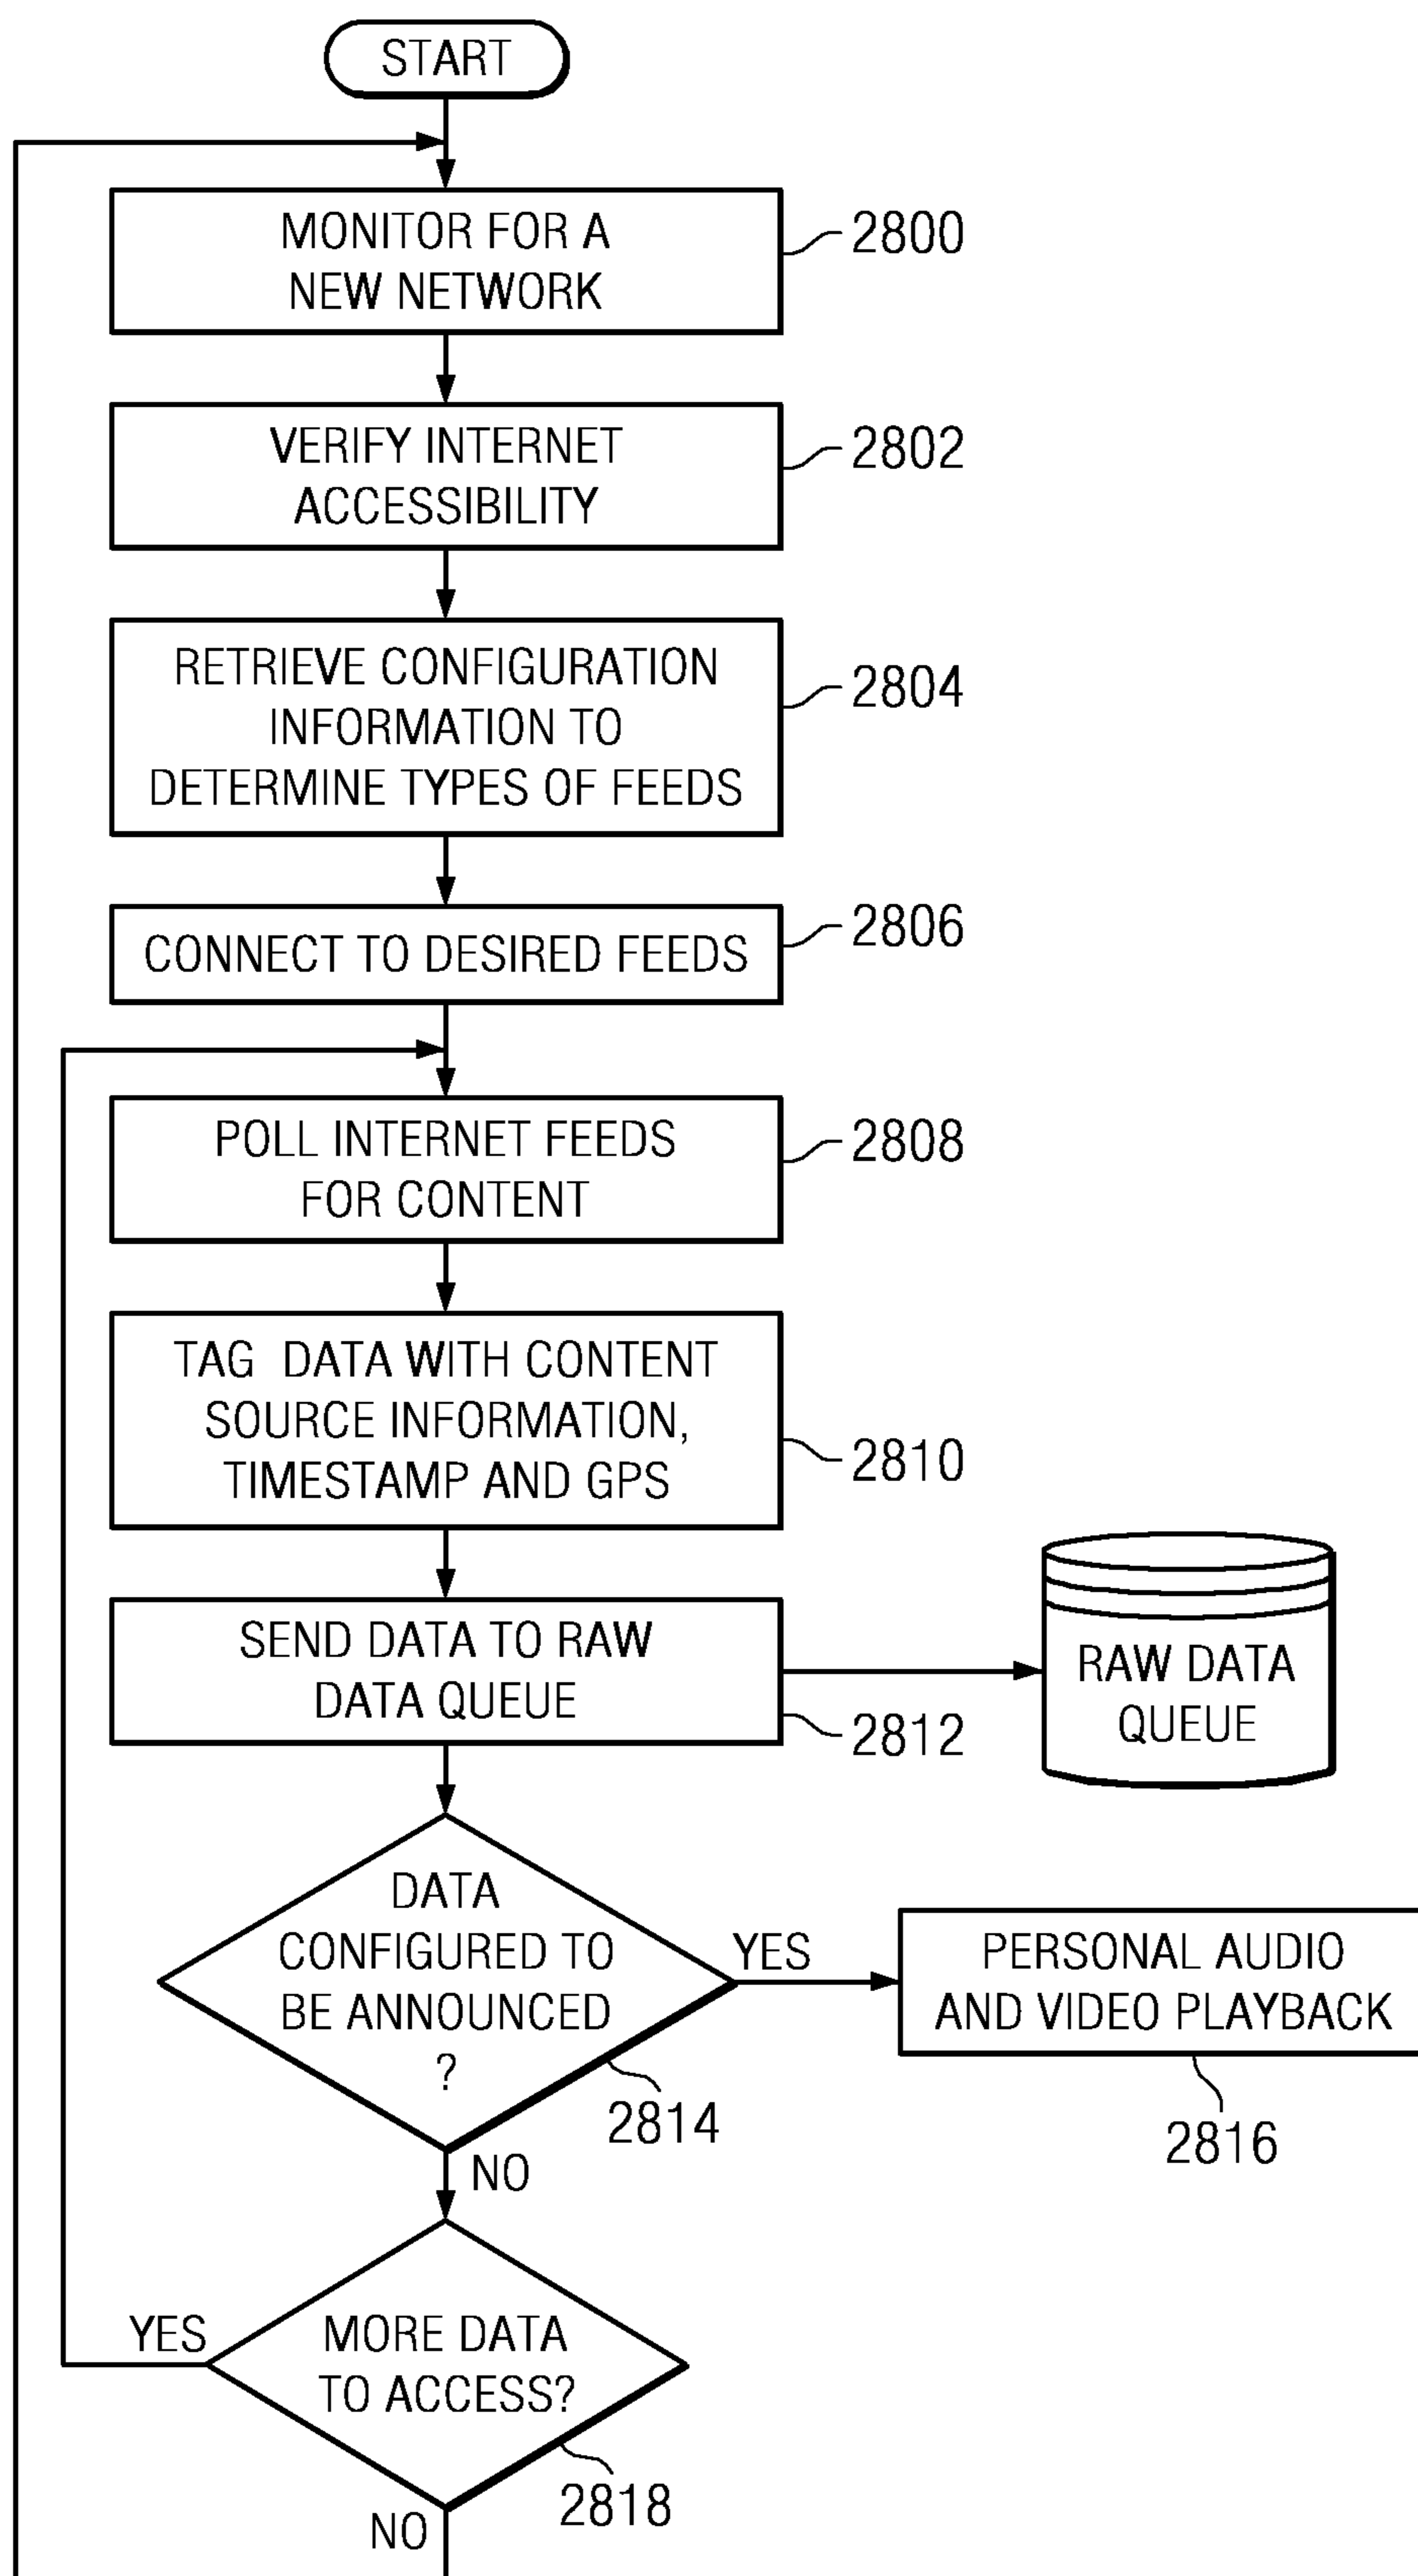 START
MONITOR FOR A
NEW NETWORK
2800
VERIFY INTERNET
ACCESSIBILITY
2802
RETRIEVE CONFIGURATION
INFORMATION TO
DETERMINE TYPES OF FEEDS
2804
CONNECT TO DESIRED FEEDS
2806
POLL INTERNET FEEDS
FOR CONTENT
2808
TAG DATA WITH CONTENT
SOURCE INFORMATION,
TIMESTAMP AND GPS
2810
SEND DATA TO RAW
DATA QUEUE
2812
RAW DATA
QUEUE
DATA
CONFIGURED TO
BE ANNOUNCED
?
2814
YES
PERSONAL AUDIO
AND VIDEO PLAYBACK
2816
NO
YES
MORE DATA
TO ACCESS?
2818
NO